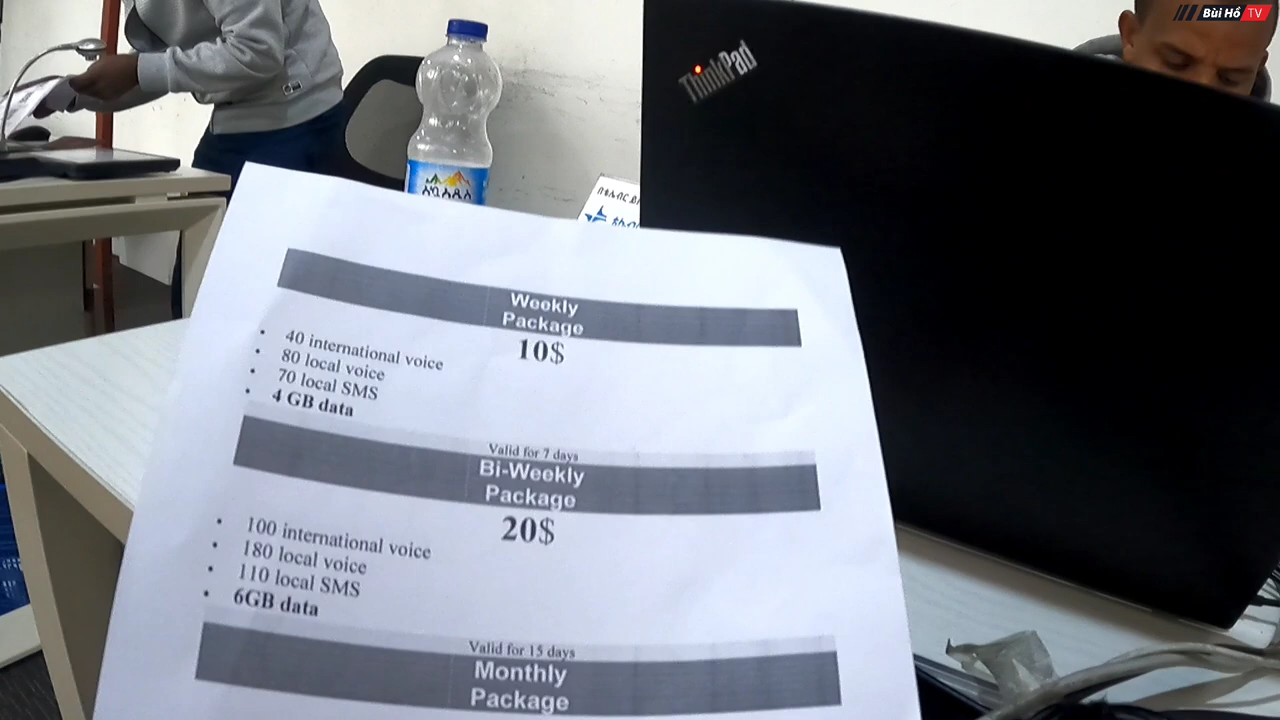 Bùi Hồ TV
ThinkPad
Weekly
Package
10$
40 international voice
80 local voice
70 local SMS
4 GB data
Valid for 7 days
Bi-Weekly
Package
20$
100 international voice
180 local voice
110 local SMS
6GB data
Valid for 15 days
Monthly
Package